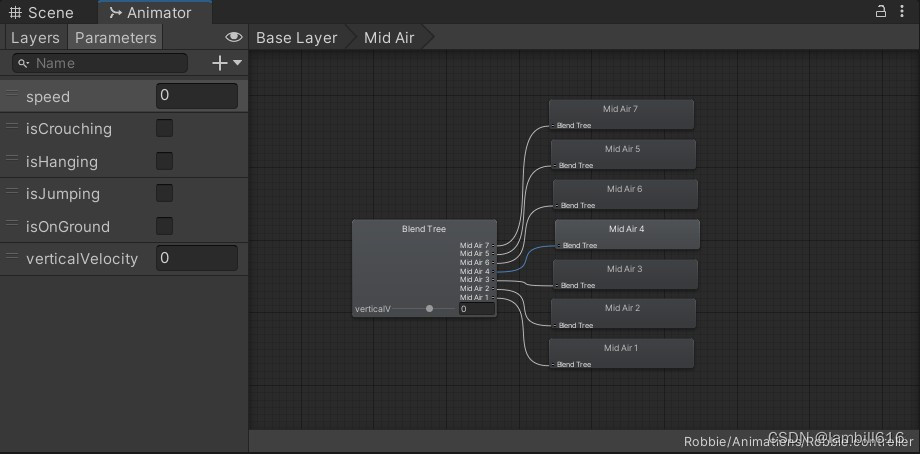 Scene Animator
Layers Parameters Base Layer Mid Air
Name
speed 0
isCrouching
isHanging
isJumping
isOnGround
verticalVelocity 0
Mid Air 7
Blend Tree
Mid Air 5
Blend Tree
Mid Air 6
Blend Tree
Mid Air 4
Blend Tree
Mid Air 3
Blend Tree
Mid Air 2
Blend Tree
Mid Air 1
Blend Tree
Blend Tree
Mid Air 7
Mid Air 5
Mid Air 6
Mid Air 4
Mid Air 3
Mid Air 2
Mid Air 1
verticalV 0
Robbie/Animations/Robbie.controller
CSDN @Iambill616